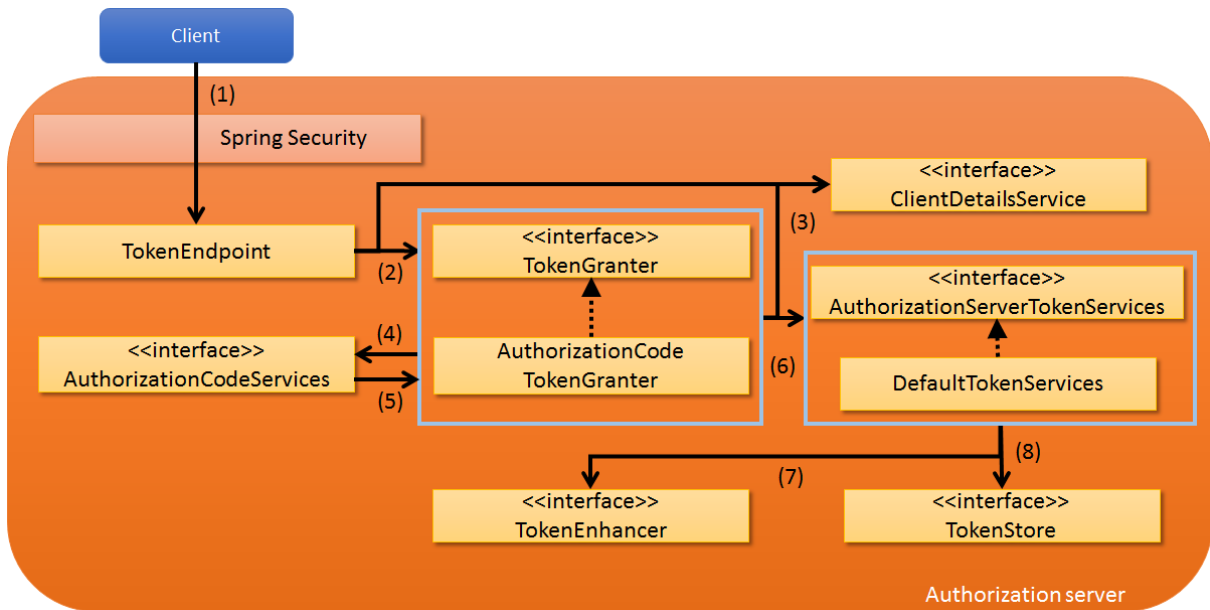 Client
(1)
Spring Security
<<interface>>
ClientDetailsService
(3)
TokenEndpoint
(2)
<<interface>>
TokenGranter
<<interface>>
AuthorizationServerTokenServices
(4)
<<interface>>
AuthorizationCodeServices
(5)
AuthorizationCode
TokenGranter
(6)
DefaultTokenServices
(8)
(7)
<<interface>>
TokenEnhancer
<<interface>>
TokenStore
Authorization server